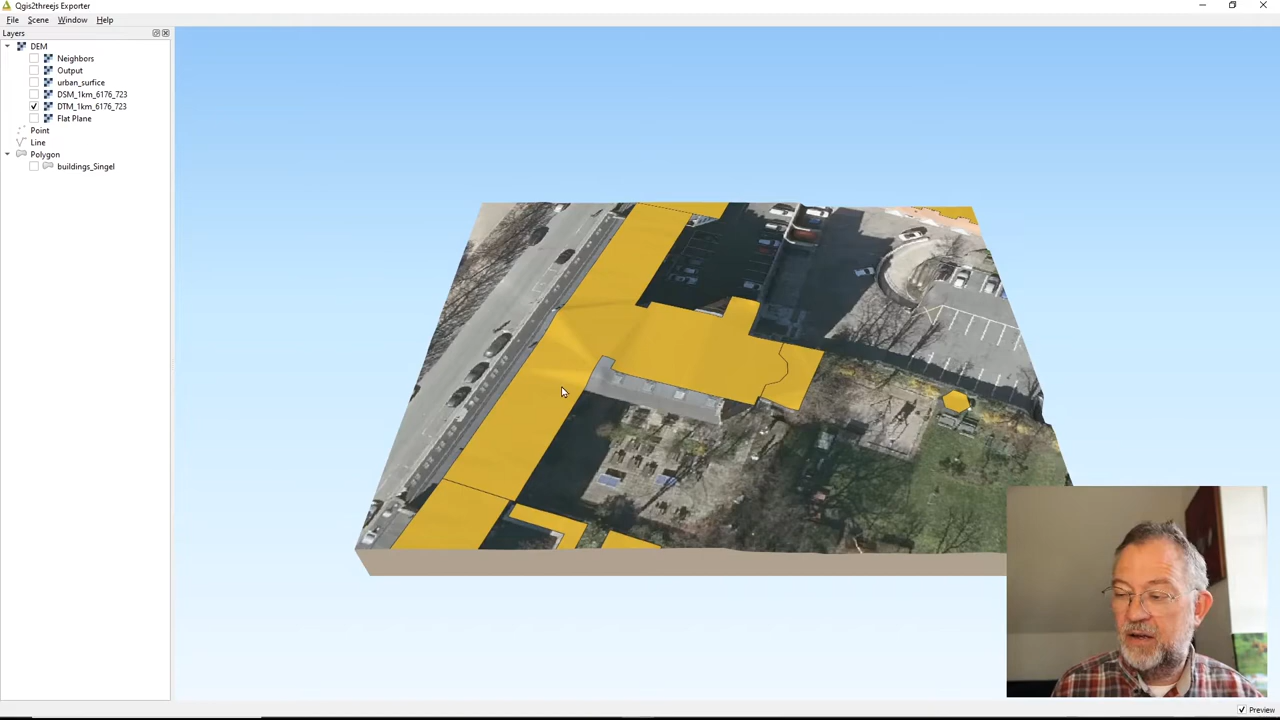 Qgis2threejs Exporter
File Scene Window Help
Layers
DEM
Neighbors
Output
urban_surfice
DSM_1km_6176_723
DTM_1km_6176_723
Flat Plane
Point
Line
Polygon
buildings_Singel
Preview